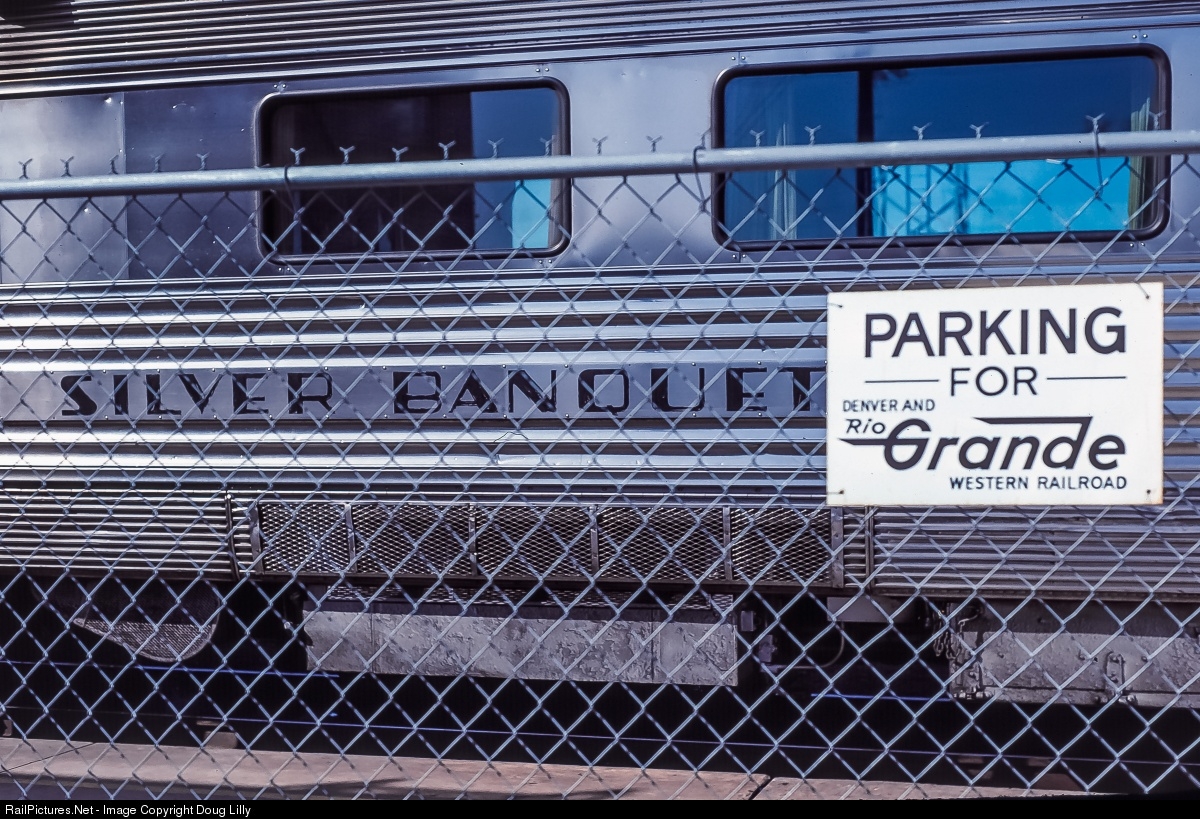 SILVER BANQUET
PARKING
FOR
DENVER AND
Rio Grande
WESTERN RAILROAD
RailPictures.Net - Image Copyright Doug Lilly